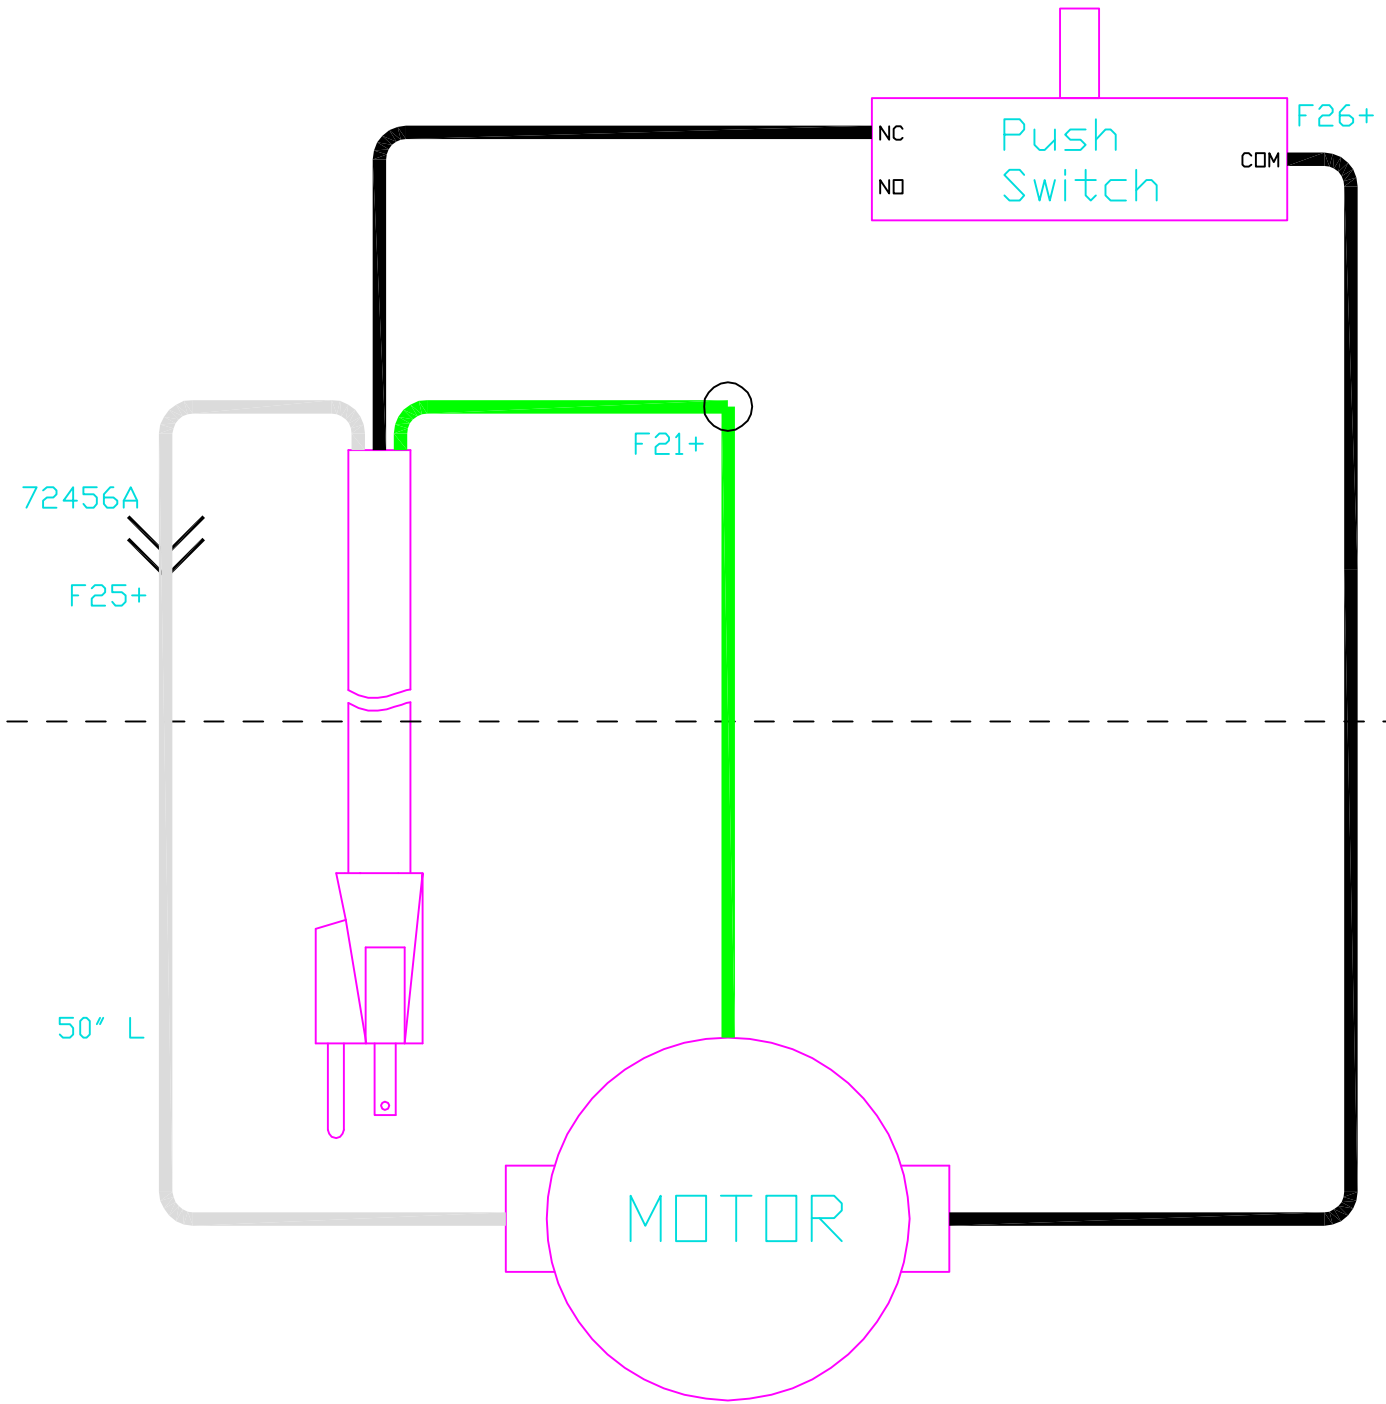 F26+
NC
Push
COM
NO
Switch
F21+
72456A
F25+
50" L
MOTOR